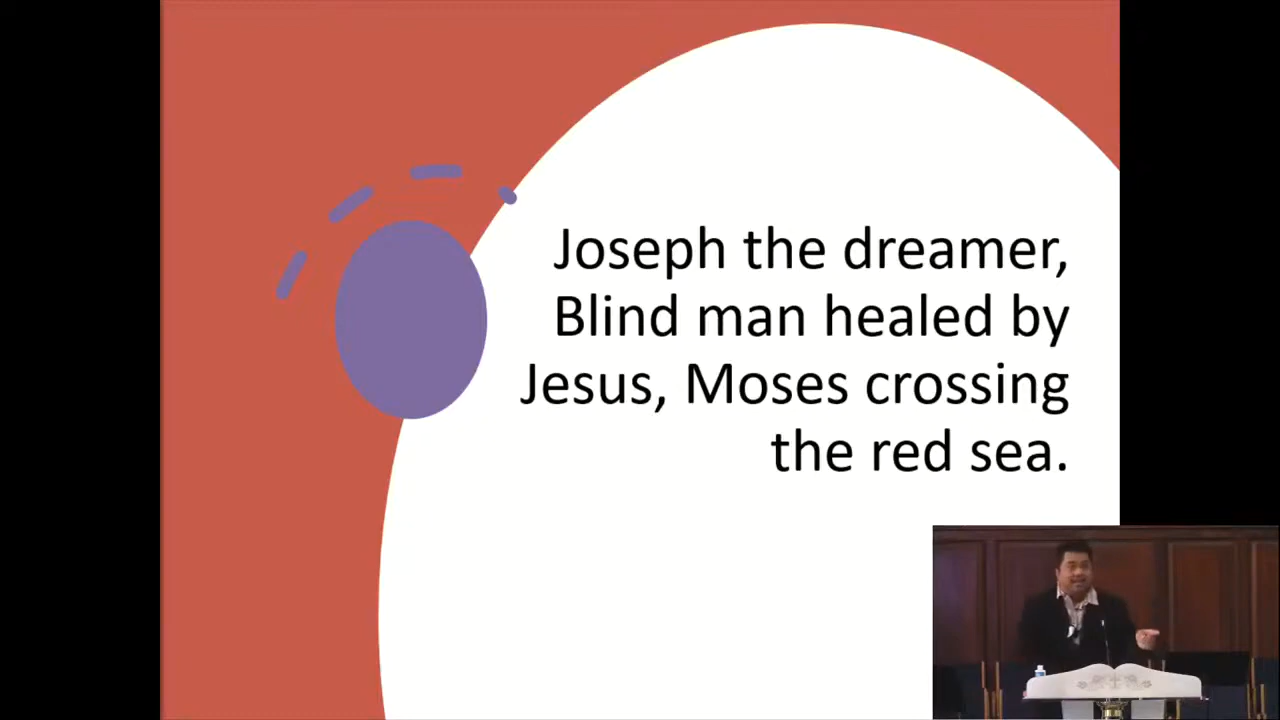 Joseph the dreamer,
Blind man healed by
Jesus, Moses crossing
the red sea.